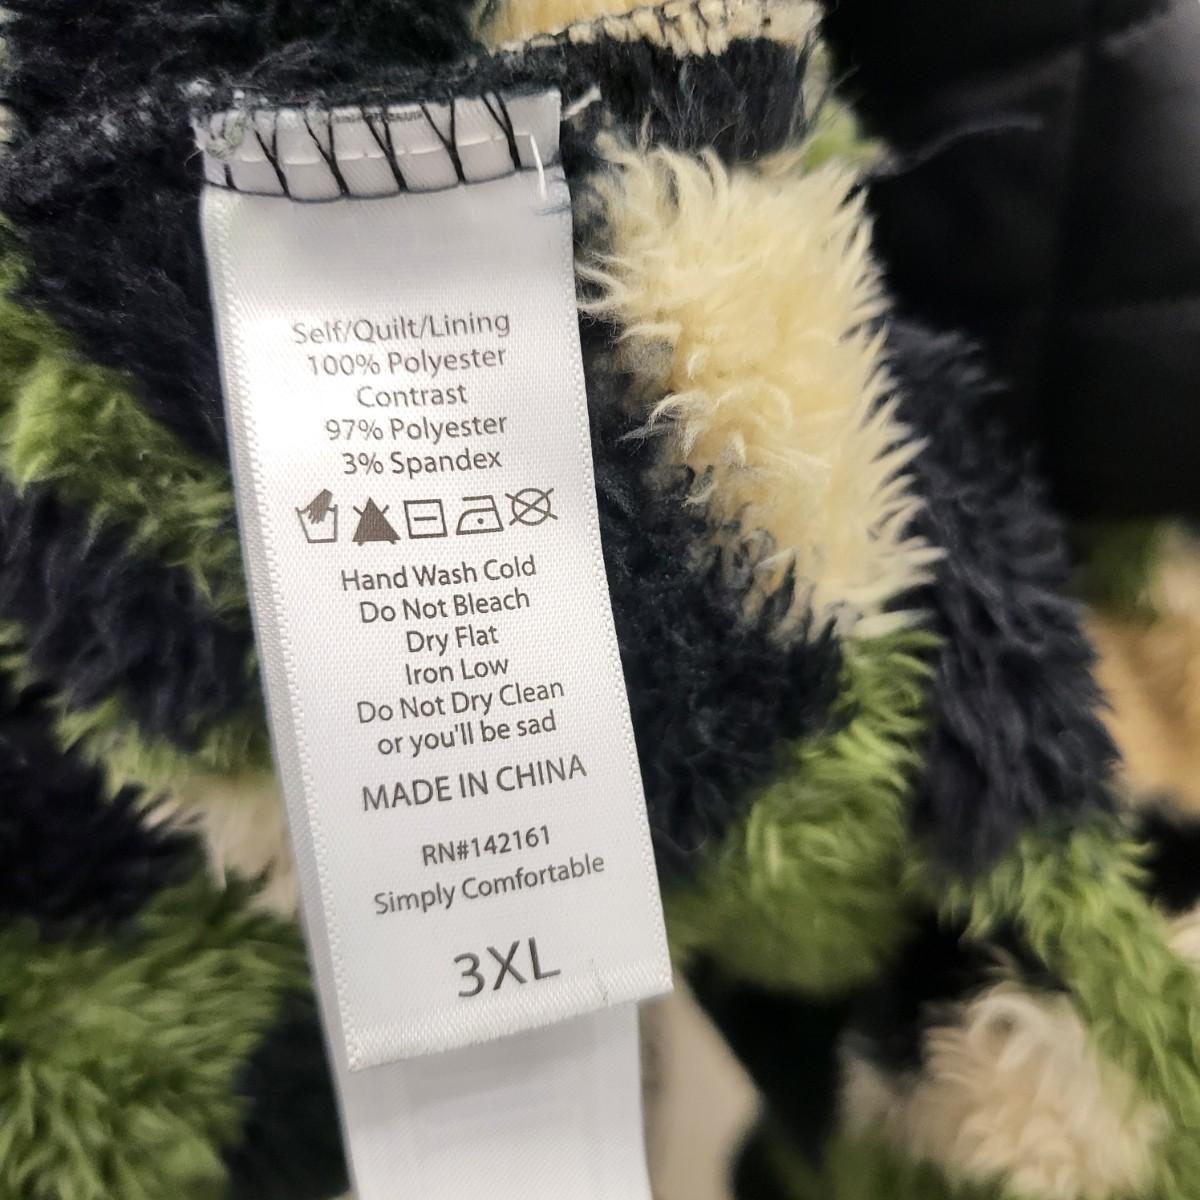 Self/Quilt/Lining
100% Polyester
Contrast
97% Polyester
3% Spandex
Hand Wash Cold
Do Not Bleach
Dry Flat
Iron Low
Do Not Dry Clean
or you'll be sad
MADE IN CHINA
RN#142161
Simply Comfortable
3XL